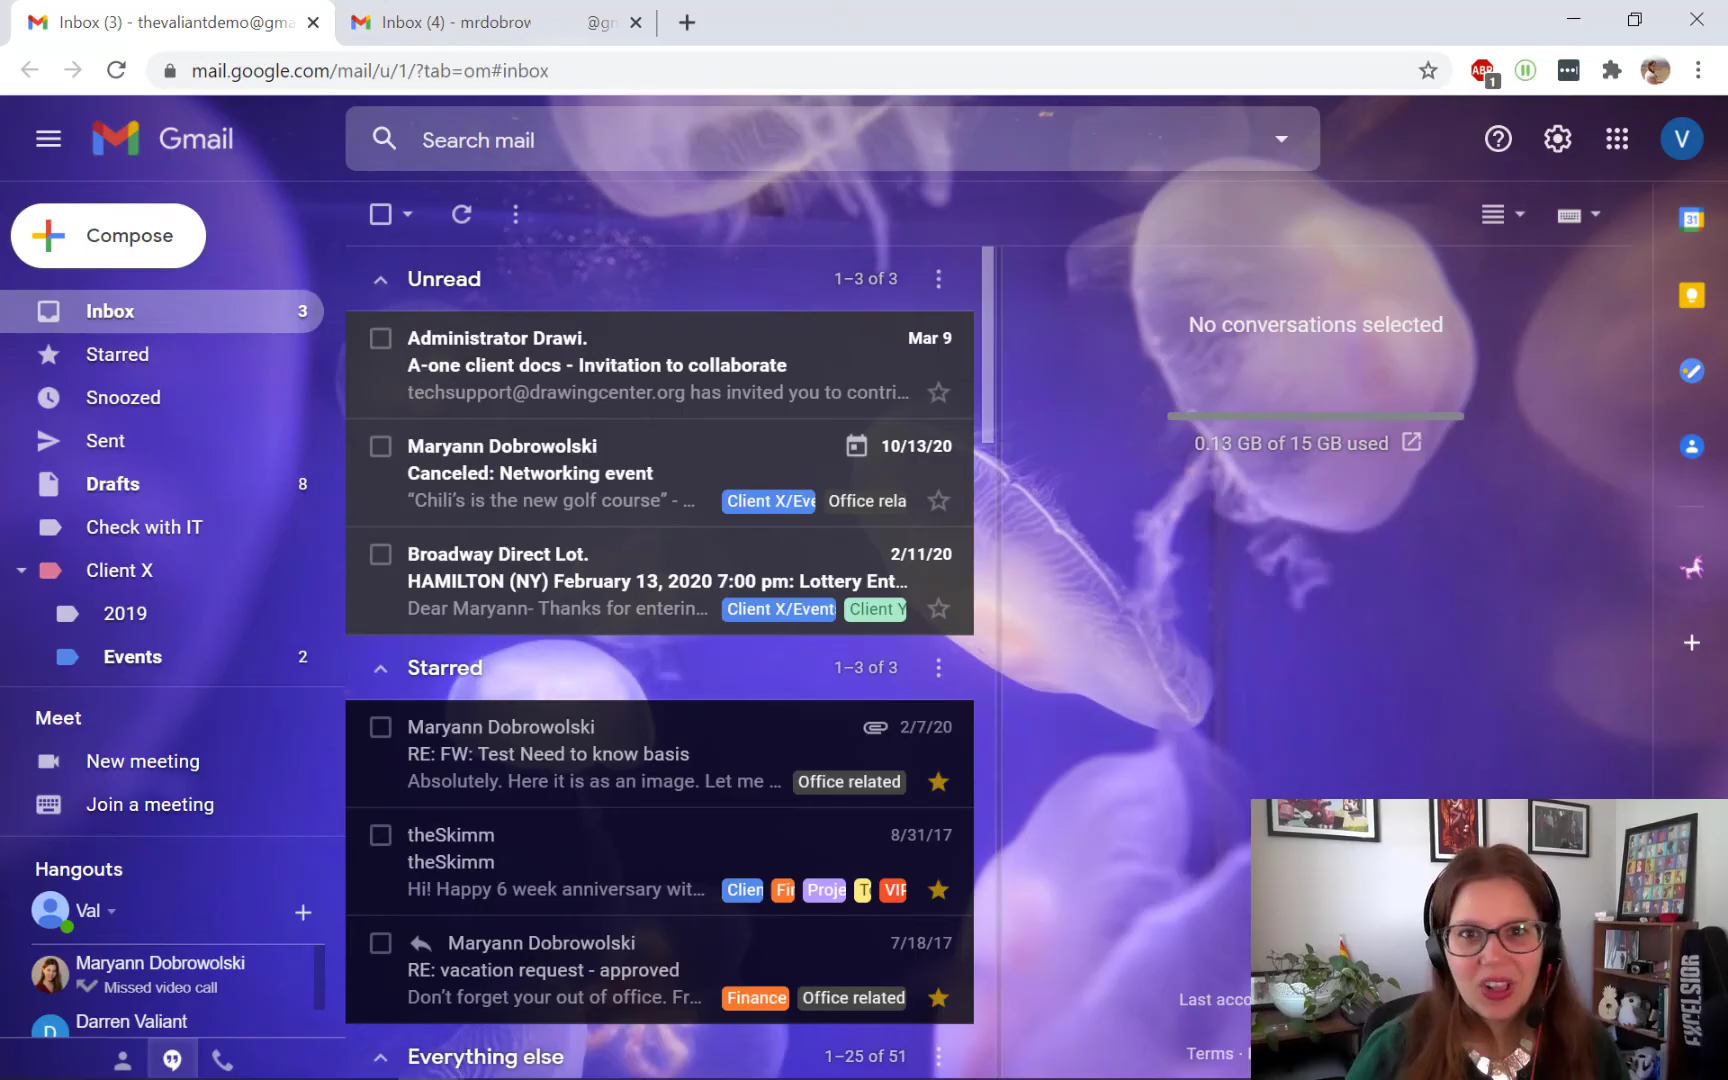 Inbox (3) - thevaliantdemo@gma
Inbox (4) - mrdobrow @gn
mail.google.com/mail/u/1/?tab=om#inbox
ABP
1
Gmail
Search mail
V
Compose
Inbox 3
Starred
Snoozed
Sent
Drafts 8
Check with IT
Client X
2019
Events 2
Meet
New meeting
Join a meeting
Hangouts
Val
Maryann Dobrowolski
Missed video call
Darren Valiant
D
Unread 1–3 of 3
Administrator Drawi. Mar 9
A-one client docs - Invitation to collaborate
techsupport@drawingcenter.org has invited you to contri...
Maryann Dobrowolski 10/13/20
Canceled: Networking event
“Chili’s is the new golf course” - ... Client X/Eve Office rela
Broadway Direct Lot. 2/11/20
HAMILTON (NY) February 13, 2020 7:00 pm: Lottery Ent...
Dear Maryann- Thanks for enterin... Client X/Event Client Y
Starred 1–3 of 3
Maryann Dobrowolski 2/7/20
RE: FW: Test Need to know basis
Absolutely. Here it is as an image. Let me ... Office related
theSkimm 8/31/17
theSkimm
Hi! Happy 6 week anniversary wit... Clien Fin Proje T VIP
Maryann Dobrowolski 7/18/17
RE: vacation request - approved
Don’t forget your out of office. Fr... Finance Office related
Everything else 1–25 of 51
No conversations selected
0.13 GB of 15 GB used
Last acco
Terms ·
31
EXCELSIOR